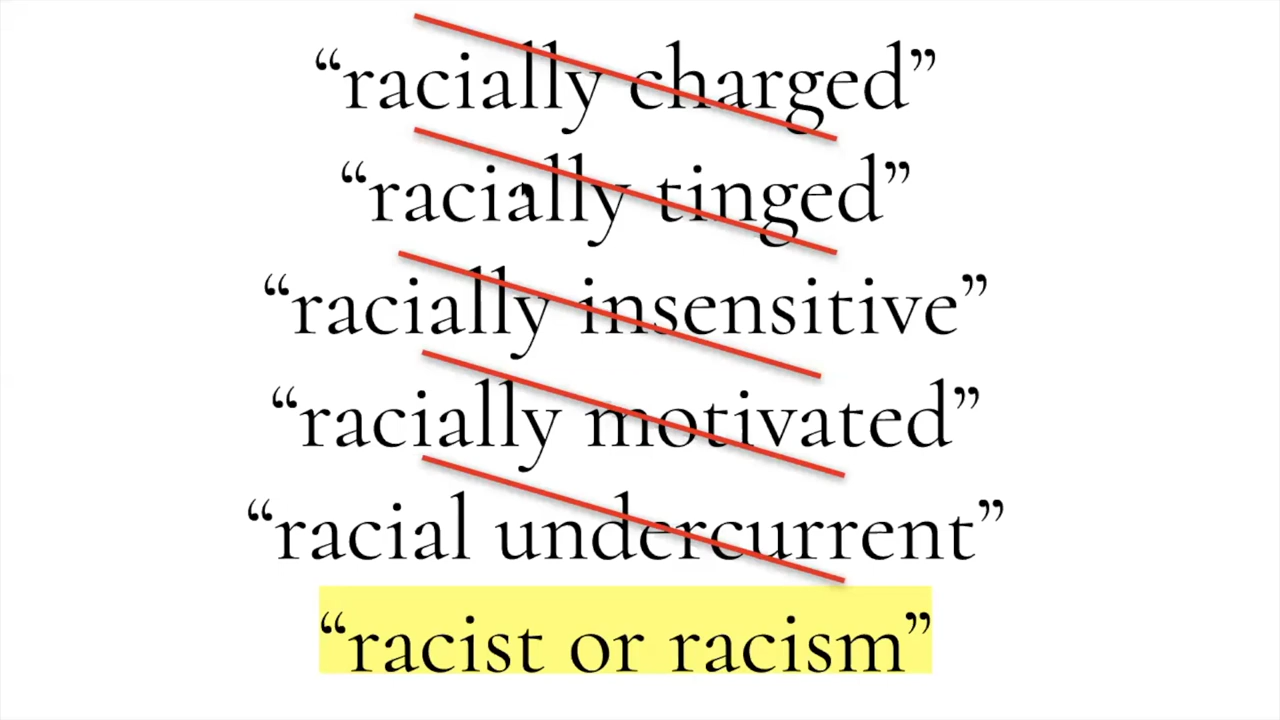 “racially charged”
“racially tinged”
“racially insensitive”
“racially motivated”
“racial undercurrent”
“racist or racism”